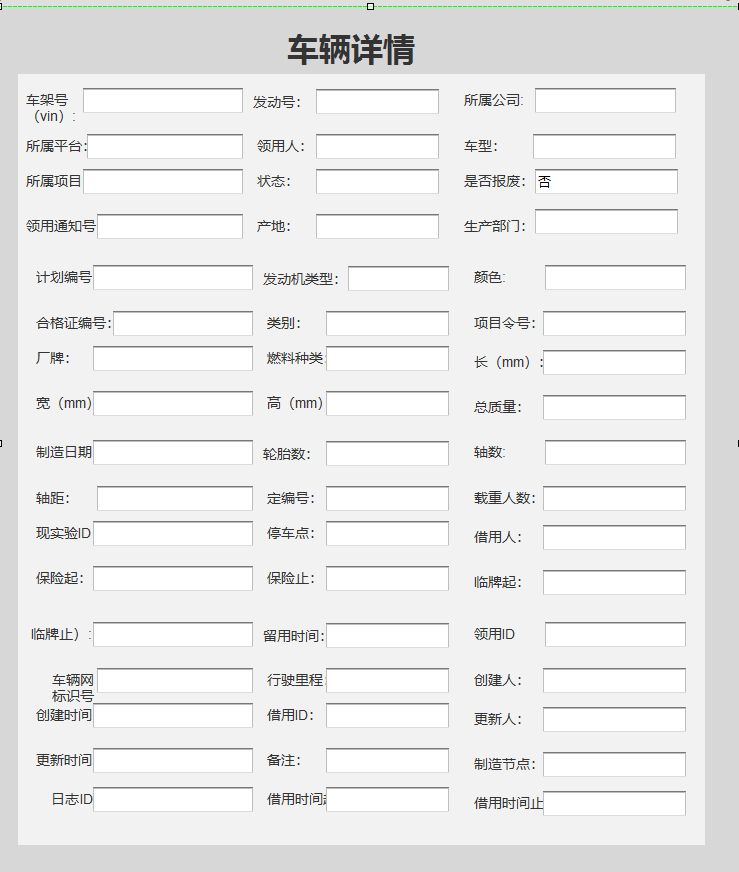 车辆详情
车架号 发动号： 所属公司:
（vin）:
所属平台: 领用人： 车型：
所属项目 状态： 是否报废： 否
领用通知号 产地： 生产部门：
计划编号 发动机类型： 颜色:
合格证编号: 类别： 项目令号：
厂牌： 燃料种类 长（mm）:
宽（mm） 高（mm） 总质量：
制造日期 轮胎数： 轴数:
轴距： 定编号： 载重人数：
现实验ID 停车点： 借用人：
保险起： 保险止： 临牌起：
临牌止）: 留用时间： 领用ID
车辆网 行驶里程 创建人：
标识号
创建时间 借用ID： 更新人：
更新时间 备注： 制造节点：
日志ID 借用时间 借用时间止